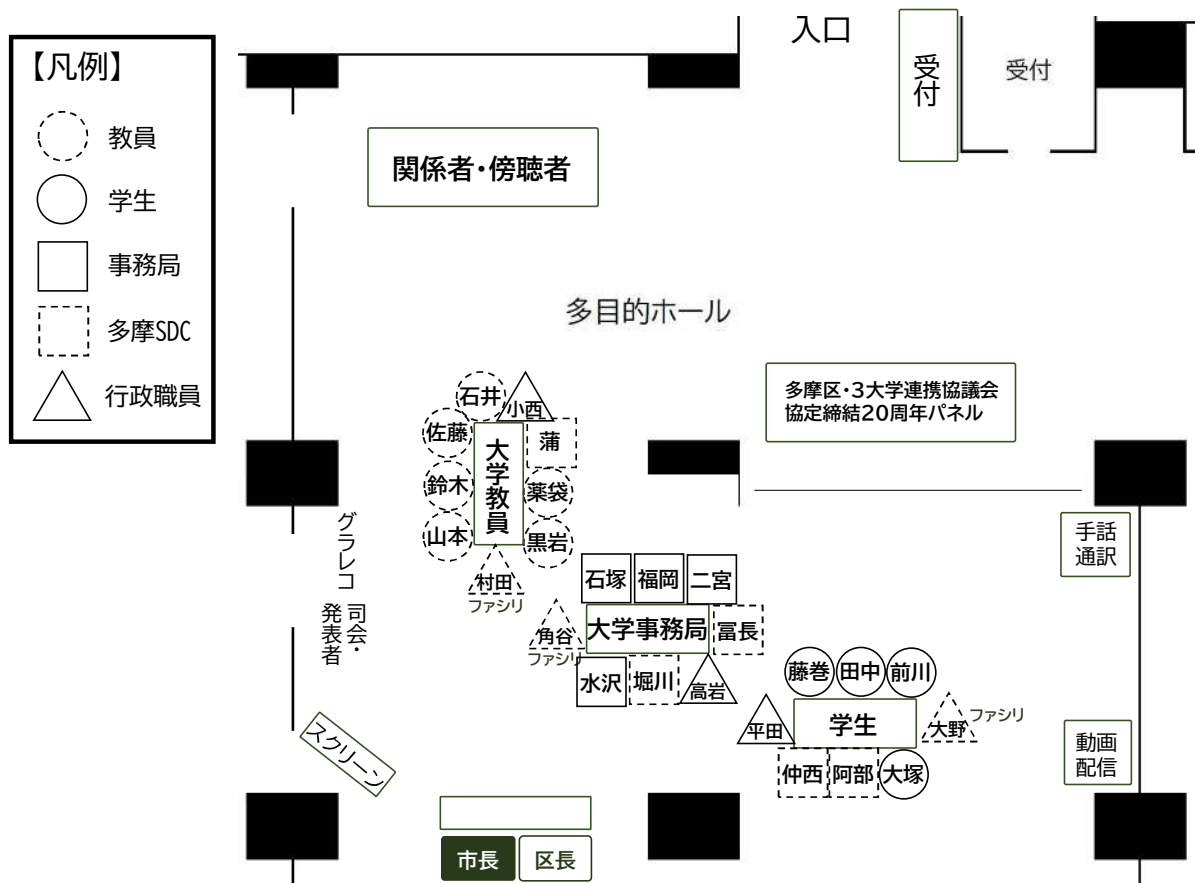 【凡例】
教員
学生
事務局
多摩SDC
行政職員
入口
受付
受付
関係者・傍聴者
多目的ホール
多摩区・3大学連携協議会
協定締結20周年パネル
石井
小西
佐藤
蒲
大学教員
鈴木
薬袋
山本
黒岩
村田
ファシリ
グラレコ
司会・
発表者
手話
通訳
石塚
福岡
二宮
角谷
ファシリ
大学事務局
冨長
水沢
堀川
高岩
藤巻
田中
前川
平田
学生
大野
ファシリ
仲西
阿部
大塚
スクリーン
動画
配信
市長
区長